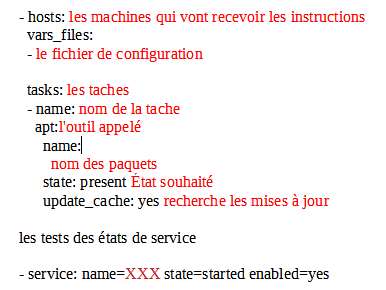 - hosts: les machines qui vont recevoir les instructions
vars_files:
- le fichier de configuration
tasks: les taches
- name: nom de la tache
apt:l'outil appelé
name:
nom des paquets
state: present État souhaité
update_cache: yes recherche les mises à jour
les tests des états de service
- service: name=XXX state=started enabled=yes